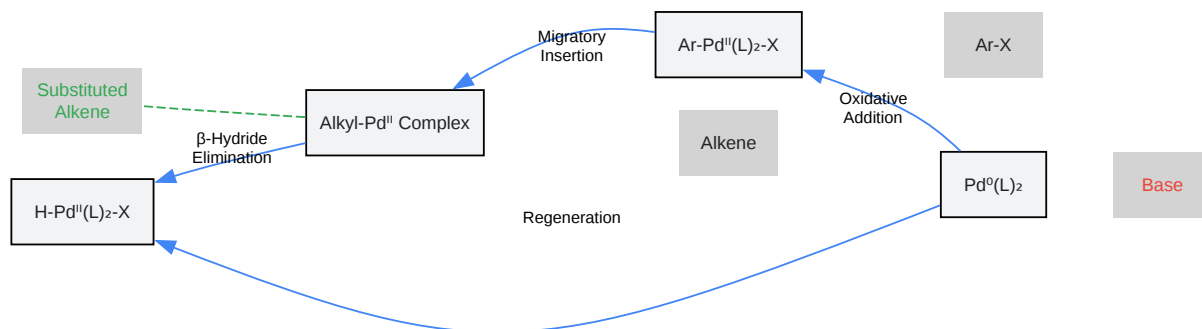 Migratory
Insertion
Ar-Pdᴵᴵ(L)₂-X
Ar-X
Substituted
Alkene
Alkyl-Pdᴵᴵ Complex
Oxidative
Addition
β-Hydride
Elimination
Alkene
H-Pdᴵᴵ(L)₂-X
Pd⁰(L)₂
Base
Regeneration